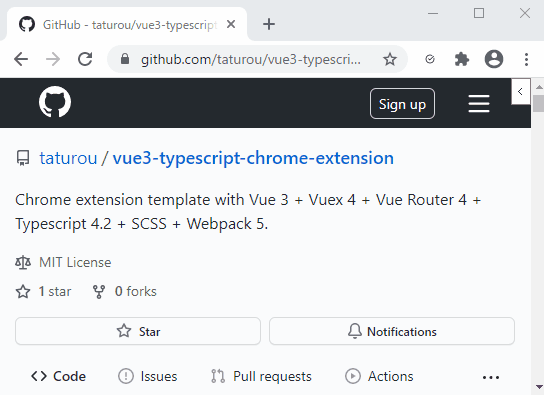 GitHub - taturou/vue3-typescript
github.com/taturou/vue3-typescri...
Sign up
taturou / vue3-typescript-chrome-extension
Chrome extension template with Vue 3 + Vuex 4 + Vue Router 4 +
Typescript 4.2 + SCSS + Webpack 5.
MIT License
1 star 0 forks
Star Notifications
Code Issues Pull requests Actions ...